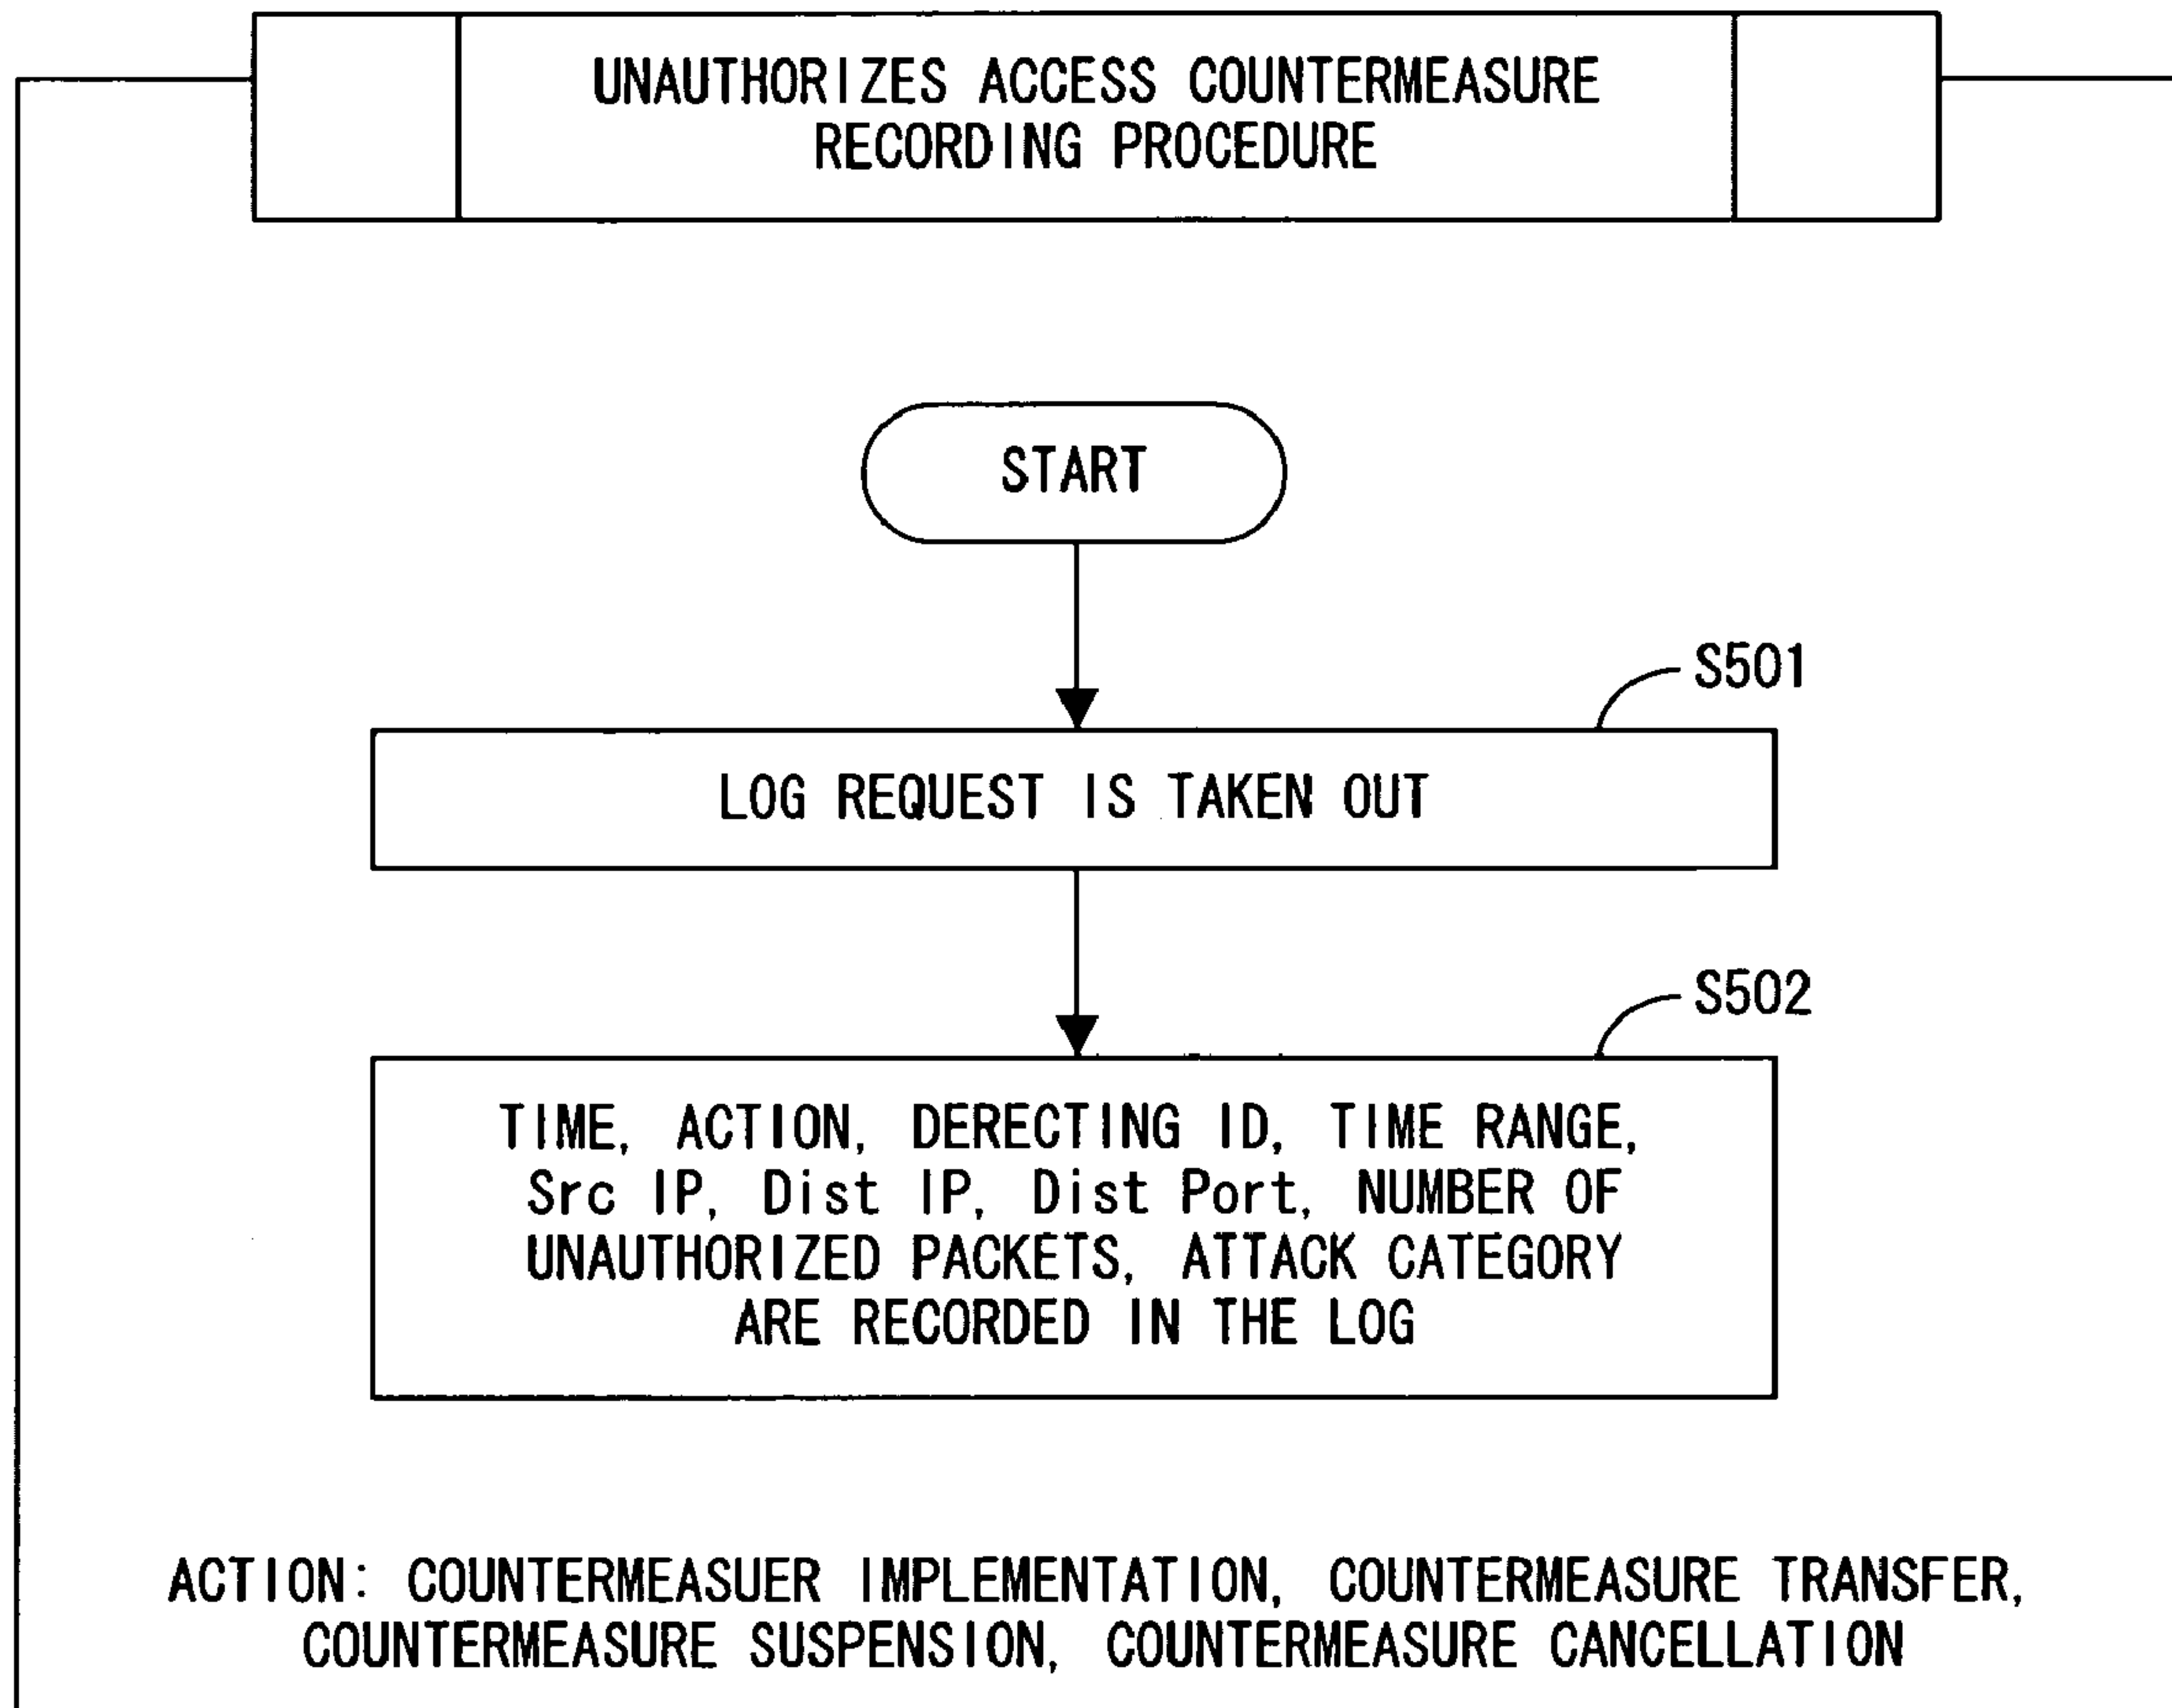 UNAUTHORIZES ACCESS COUNTERMEASURE
RECORDING PROCEDURE
START
S501
LOG REQUEST IS TAKEN OUT
S502
TIME, ACTION, DERECTING ID, TIME RANGE,
Src IP, Dist IP, Dist Port, NUMBER OF
UNAUTHORIZED PACKETS, ATTACK CATEGORY
ARE RECORDED IN THE LOG
ACTION: COUNTERMEASUER IMPLEMENTATION, COUNTERMEASURE TRANSFER,
COUNTERMEASURE SUSPENSION, COUNTERMEASURE CANCELLATION